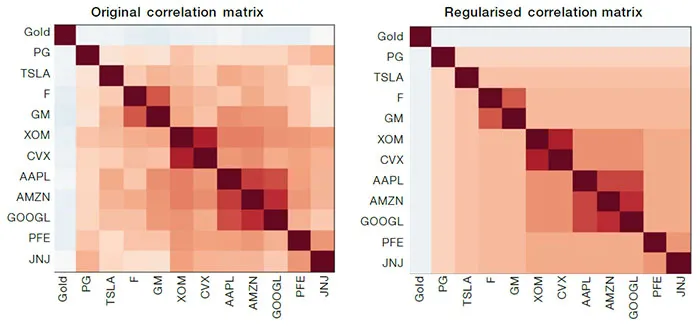 Original correlation matrix
Gold
PG
TSLA
F
GM
XOM
CVX
AAPL
AMZN
GOOGL
PFE
JNJ
Gold PG TSLA F GM XOM CVX AAPL AMZN GOOGL PFE JNJ
Regularised correlation matrix
Gold
PG
TSLA
F
GM
XOM
CVX
AAPL
AMZN
GOOGL
PFE
JNJ
Gold PG TSLA F GM XOM CVX AAPL AMZN GOOGL PFE JNJ